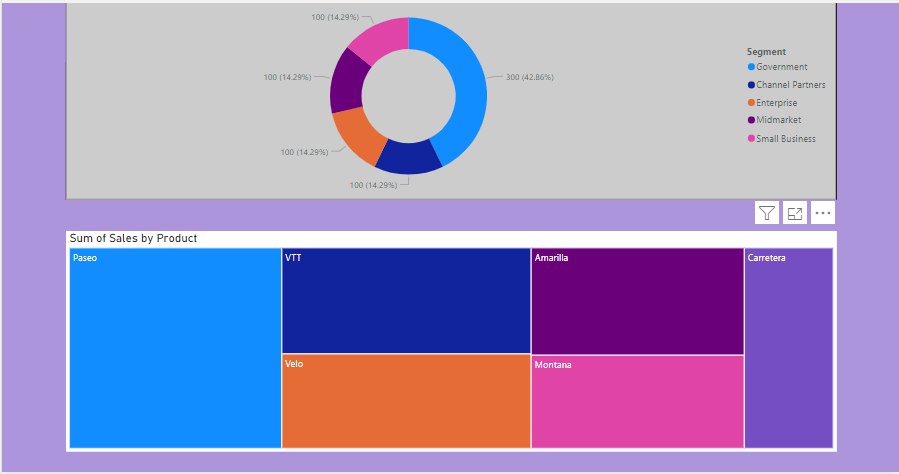 100 (14.29%)
100 (14.29%)
300 (42.86%)
100 (14.29%)
100 (14.29%)
Segment
Government
Channel Partners
Enterprise
Midmarket
Small Business
Sum of Sales by Product
Paseo
VTT
Amarilla
Carretera
Velo
Montana